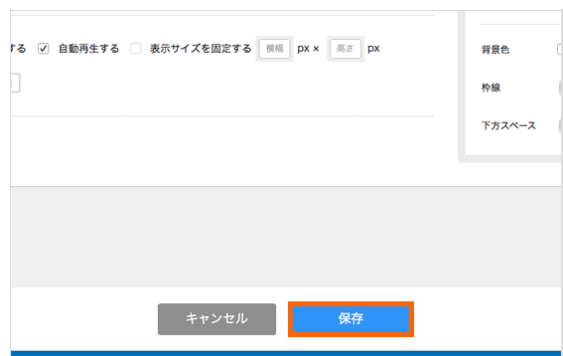 する 自動再生する 表示サイズを固定する 横幅 px × 高さ px
背景色
枠線
下方スペース
キャンセル 保存